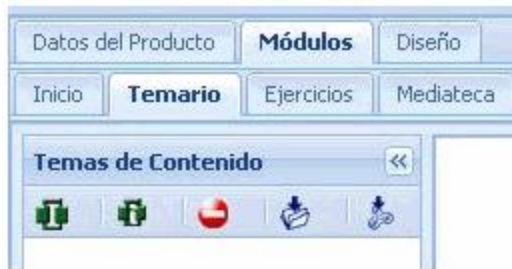 Datos del Producto Módulos Diseño
Inicio Temario Ejercicios Mediateca
Temas de Contenido